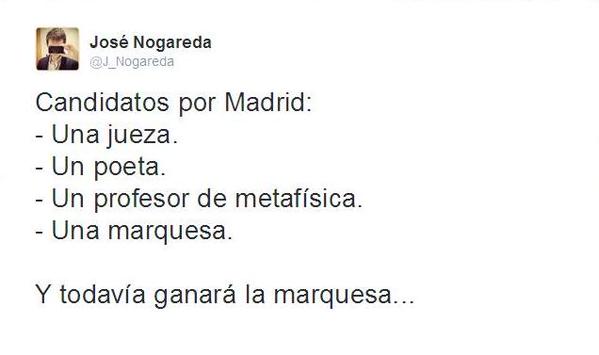 José Nogareda
@J_Nogareda
Candidatos por Madrid:
- Una jueza.
- Un poeta.
- Un profesor de metafísica.
- Una marquesa.
Y todavía ganará la marquesa...